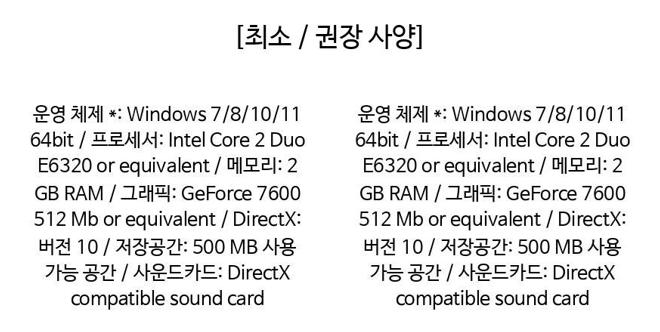 [최소 / 권장 사양]
운영 체제 *: Windows 7/8/10/11
64bit / 프로세서: Intel Core 2 Duo
E6320 or equivalent / 메모리: 2
GB RAM / 그래픽: GeForce 7600
512 Mb or equivalent / DirectX:
버전 10 / 저장공간: 500 MB 사용
가능 공간 / 사운드카드: DirectX
compatible sound card
운영 체제 *: Windows 7/8/10/11
64bit / 프로세서: Intel Core 2 Duo
E6320 or equivalent / 메모리: 2
GB RAM / 그래픽: GeForce 7600
512 Mb or equivalent / DirectX:
버전 10 / 저장공간: 500 MB 사용
가능 공간 / 사운드카드: DirectX
compatible sound card